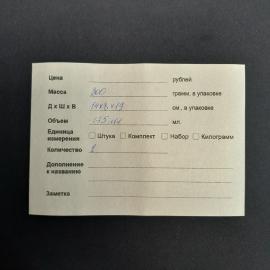 Цена рублей
Масса 200 грамм, в упаковке
Д x Ш x В см, в упаковке
Объем мл.
Единица измерения ☐ Штука ☐ Комплект ☐ Набор ☐ Килограмм
Количество
Дополнение
к названию
Заметка